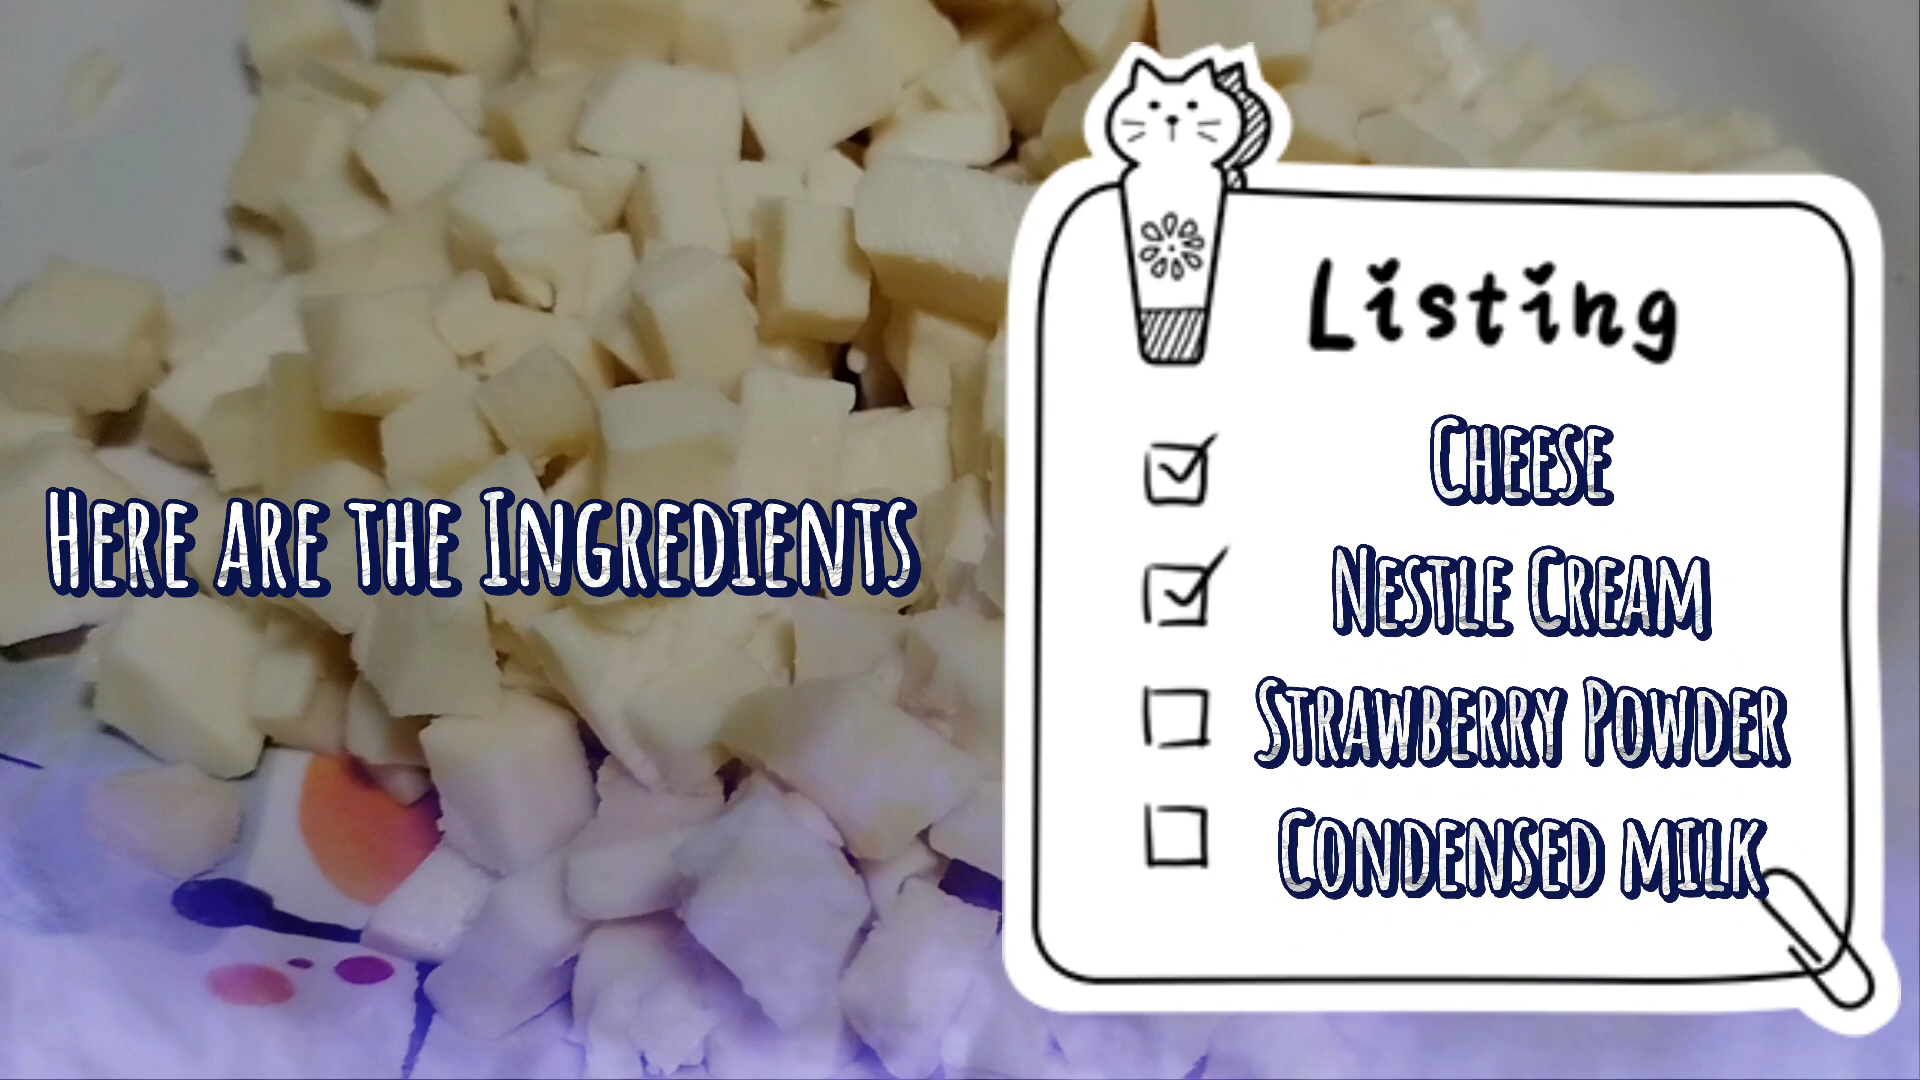 Here are the Ingredients
Listing
Cheese
Nestle Cream
Strawberry Powder
Condensed milk